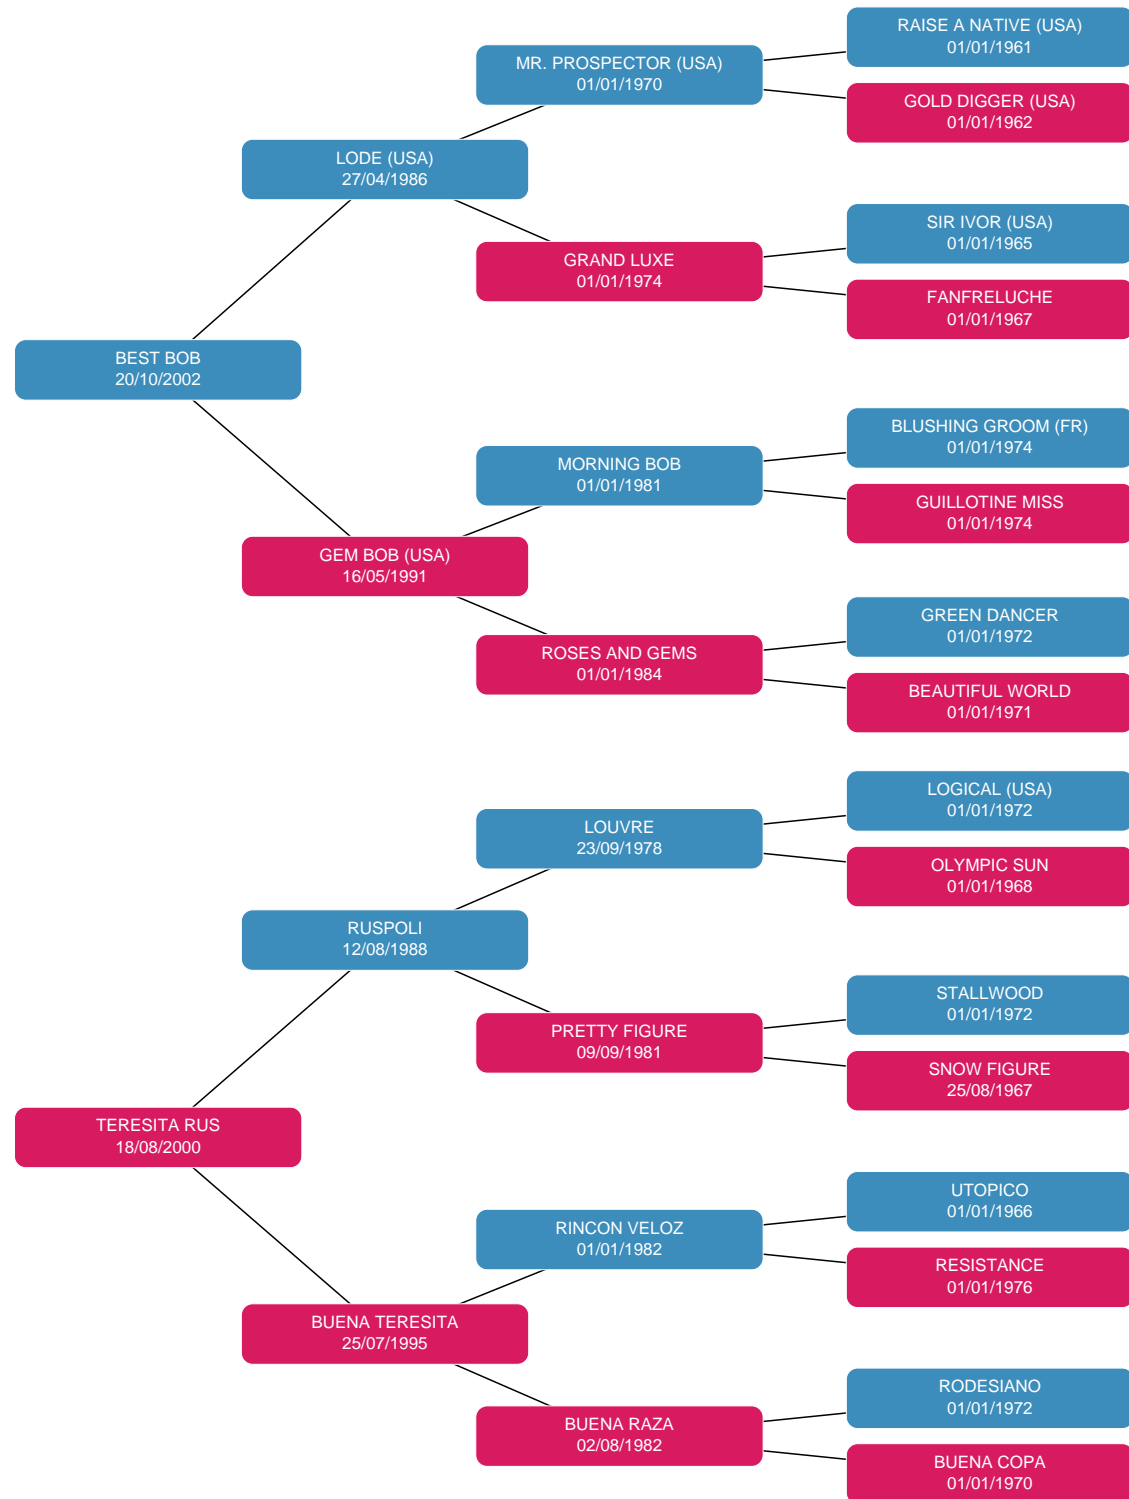 RAISE A NATIVE (USA)
01/01/1961
MR. PROSPECTOR (USA)
01/01/1970
GOLD DIGGER (USA)
01/01/1962
LODE (USA)
27/04/1986
SIR IVOR (USA)
01/01/1965
GRAND LUXE
01/01/1974
FANFRELUCHE
01/01/1967
BEST BOB
20/10/2002
BLUSHING GROOM (FR)
01/01/1974
MORNING BOB
01/01/1981
GUILLOTINE MISS
01/01/1974
GEM BOB (USA)
16/05/1991
GREEN DANCER
01/01/1972
ROSES AND GEMS
01/01/1984
BEAUTIFUL WORLD
01/01/1971
LOGICAL (USA)
01/01/1972
LOUVRE
23/09/1978
OLYMPIC SUN
01/01/1968
RUSPOLI
12/08/1988
STALLWOOD
01/01/1972
PRETTY FIGURE
09/09/1981
SNOW FIGURE
25/08/1967
TERESITA RUS
18/08/2000
UTOPICO
01/01/1966
RINCON VELOZ
01/01/1982
RESISTANCE
01/01/1976
BUENA TERESITA
25/07/1995
RODESIANO
01/01/1972
BUENA RAZA
02/08/1982
BUENA COPA
01/01/1970